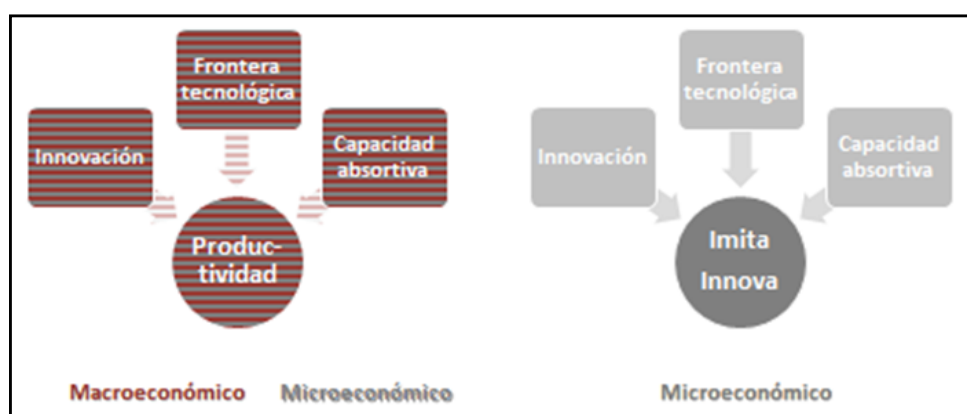 Frontera
tecnológica
Innovación
Capacidad
absortiva
Produc-
tividad
Macroeconómico
Microeconómico
Frontera
tecnológica
Innovación
Capacidad
absortiva
Imita
Innova
Microeconómico